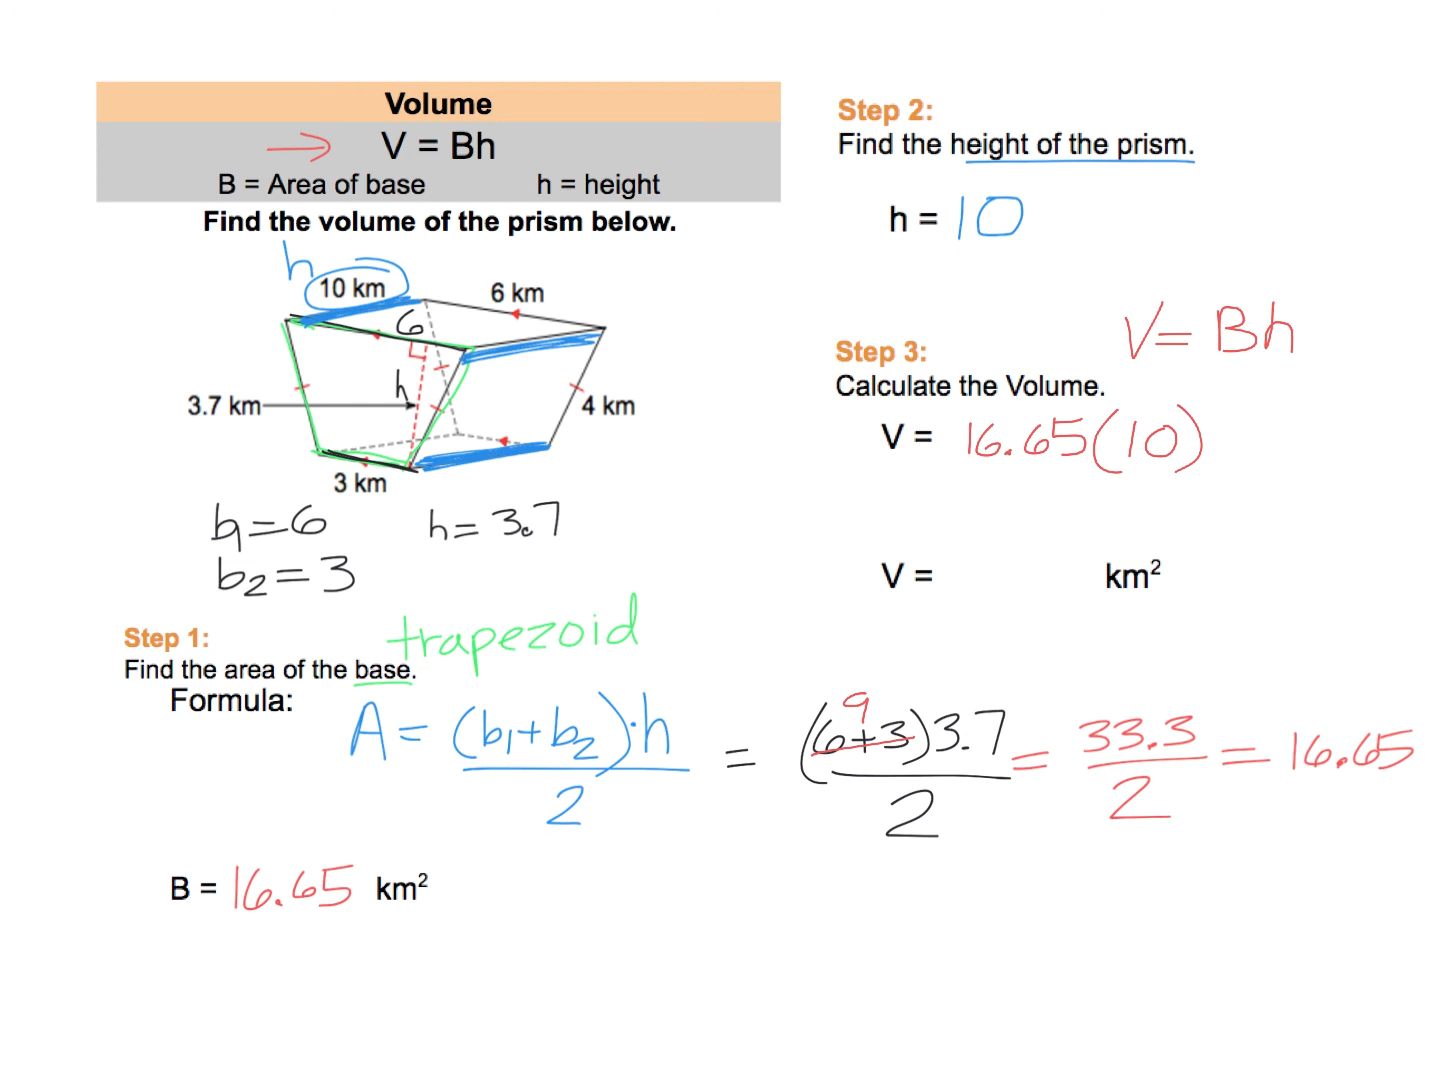 Volume
→ V = Bh
B = Area of base h = height
Find the volume of the prism below.
h 10 km 6 km
6
h
3.7 km 4 km
3 km
b1=6 h= 3.7
b2=3
Step 1: trapezoid
Find the area of the base.
Formula: A = (b1+b2)·h / 2 = (6+3)3.7 / 2 = 33.3 / 2 = 16.65
9
B = 16.65 km²
Step 2:
Find the height of the prism.
h = 10
V= Bh
Step 3:
Calculate the Volume.
V = 16.65(10)
V = km²